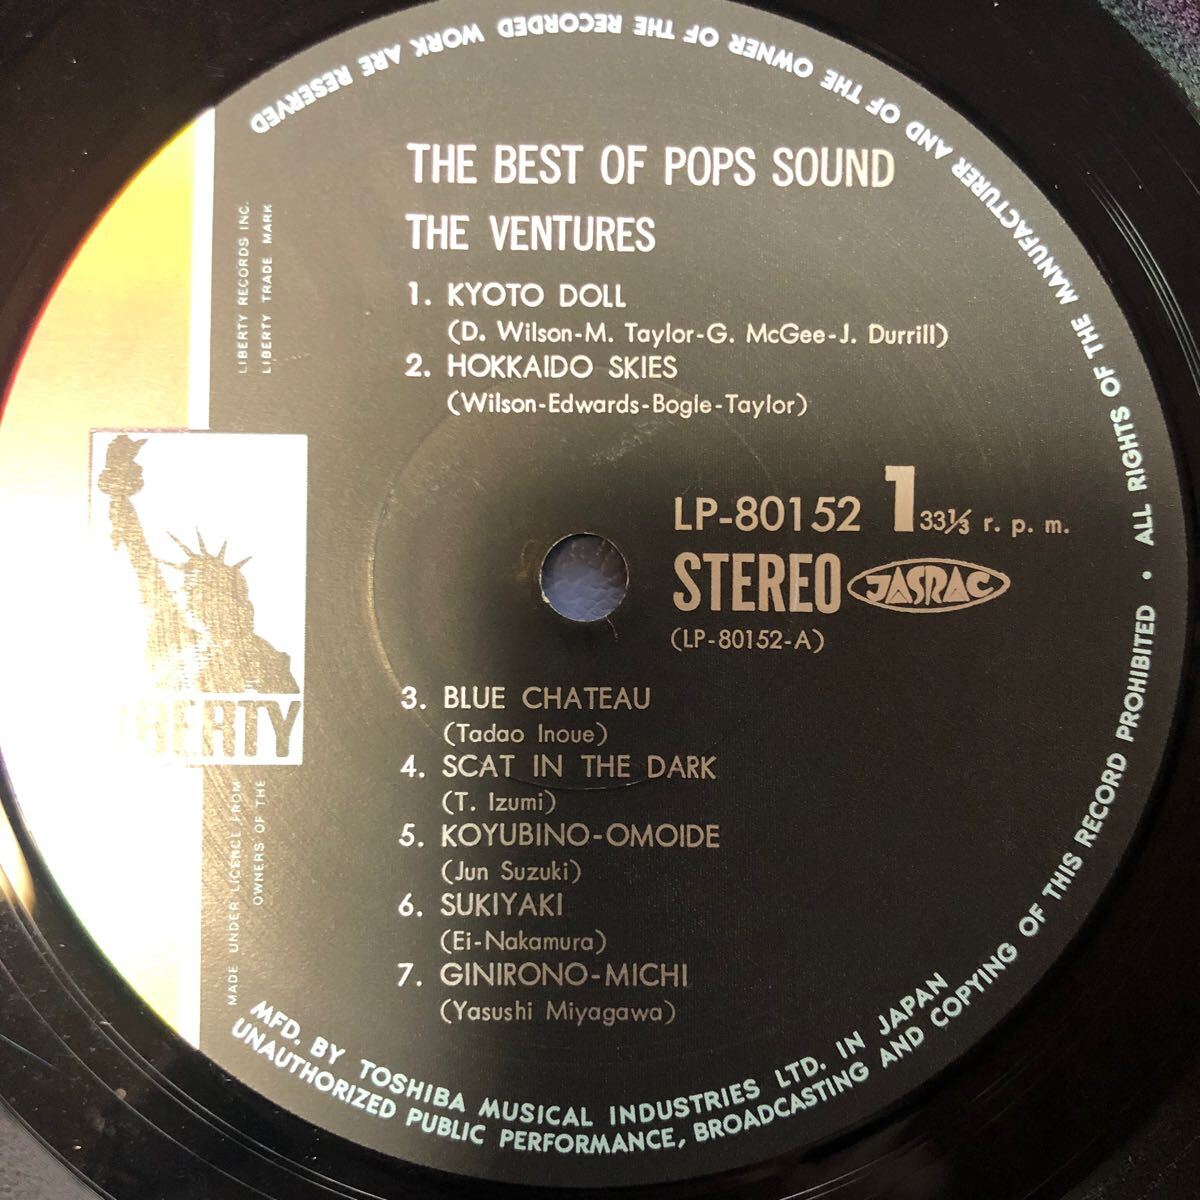 THE BEST OF POPS SOUND
THE VENTURES
1. KYOTO DOLL
(D. Wilson-M. Taylor-G. McGee-J. Durrill)
2. HOKKAIDO SKIES
(Wilson-Edwards-Bogle-Taylor)
LP-80152 1 33⅓ r. p. m.
STEREO JASRAC
(LP-80152-A)
3. BLUE CHATEAU
(Tadao Inoue)
4. SCAT IN THE DARK
(T. Izumi)
5. KOYUBINO-OMOIDE
(Jun Suzuki)
6. SUKIYAKI
(Ei-Nakamura)
7. GINIRONO-MICHI
(Yasushi Miyagawa)
LIBERTY RECORDS INC.
LIBERTY TRADE MARK
LIBERTY
MADE UNDER LICENCE FROM
OWNERS OF THE
MFD. BY TOSHIBA MUSICAL INDUSTRIES LTD. IN JAPAN
ALL RIGHTS OF THE MANUFACTURER AND OF THE OWNER OF THE RECORDED WORK ARE RESERVED
UNAUTHORIZED PUBLIC PERFORMANCE, BROADCASTING AND COPYING OF THIS RECORD PROHIBITED •